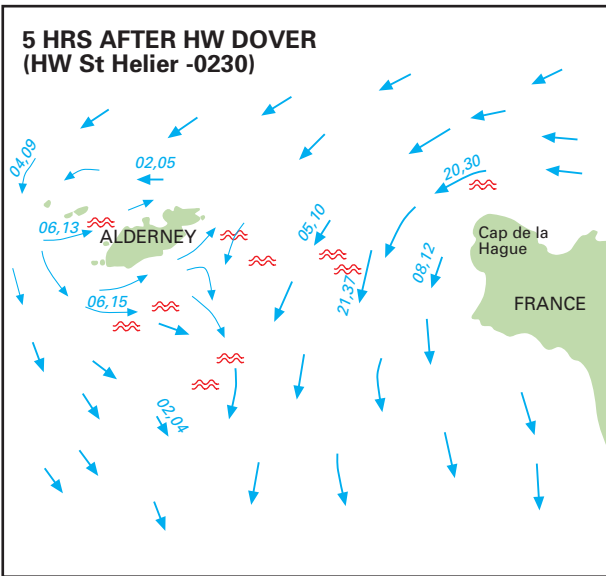 5 HRS AFTER HW DOVER
(HW St Helier -0230)
04,09
02,05
20,30
06,13
ALDERNEY
05,10
Cap de la
Hague
08,12
06,15
21,37
FRANCE
02,04